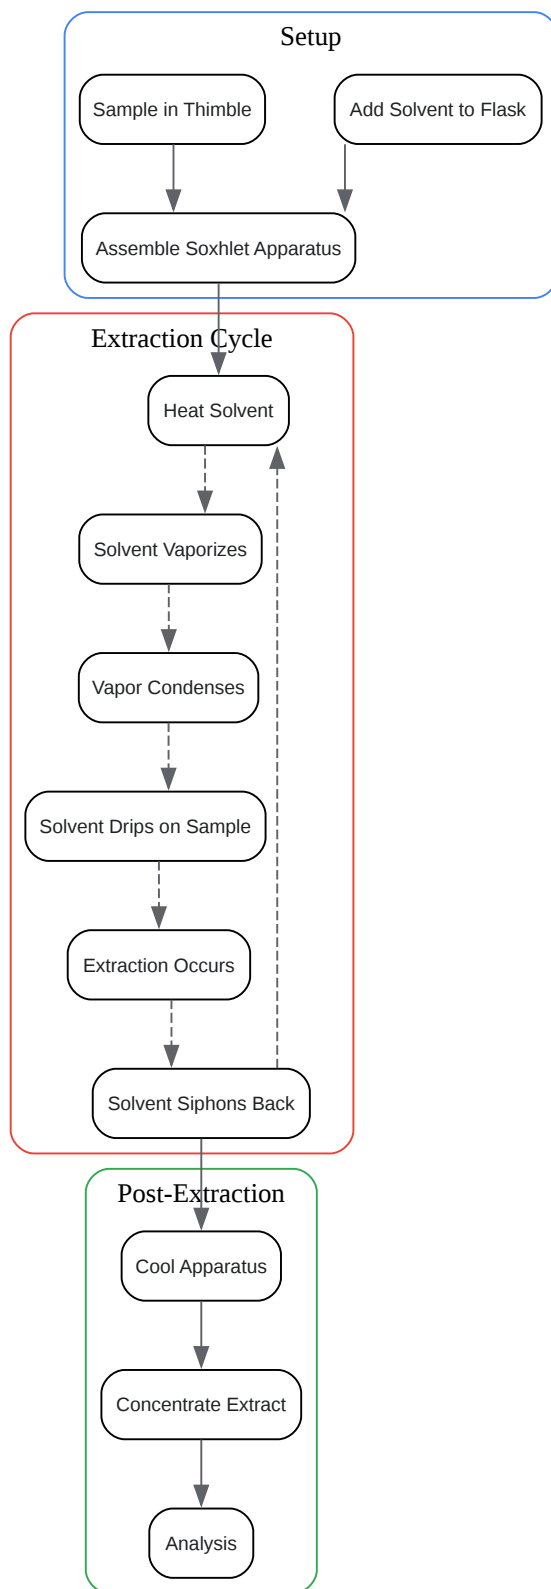 Setup
Sample in Thimble
Add Solvent to Flask
Assemble Soxhlet Apparatus
Extraction Cycle
Heat Solvent
Solvent Vaporizes
Vapor Condenses
Solvent Drips on Sample
Extraction Occurs
Solvent Siphons Back
Post-Extraction
Cool Apparatus
Concentrate Extract
Analysis